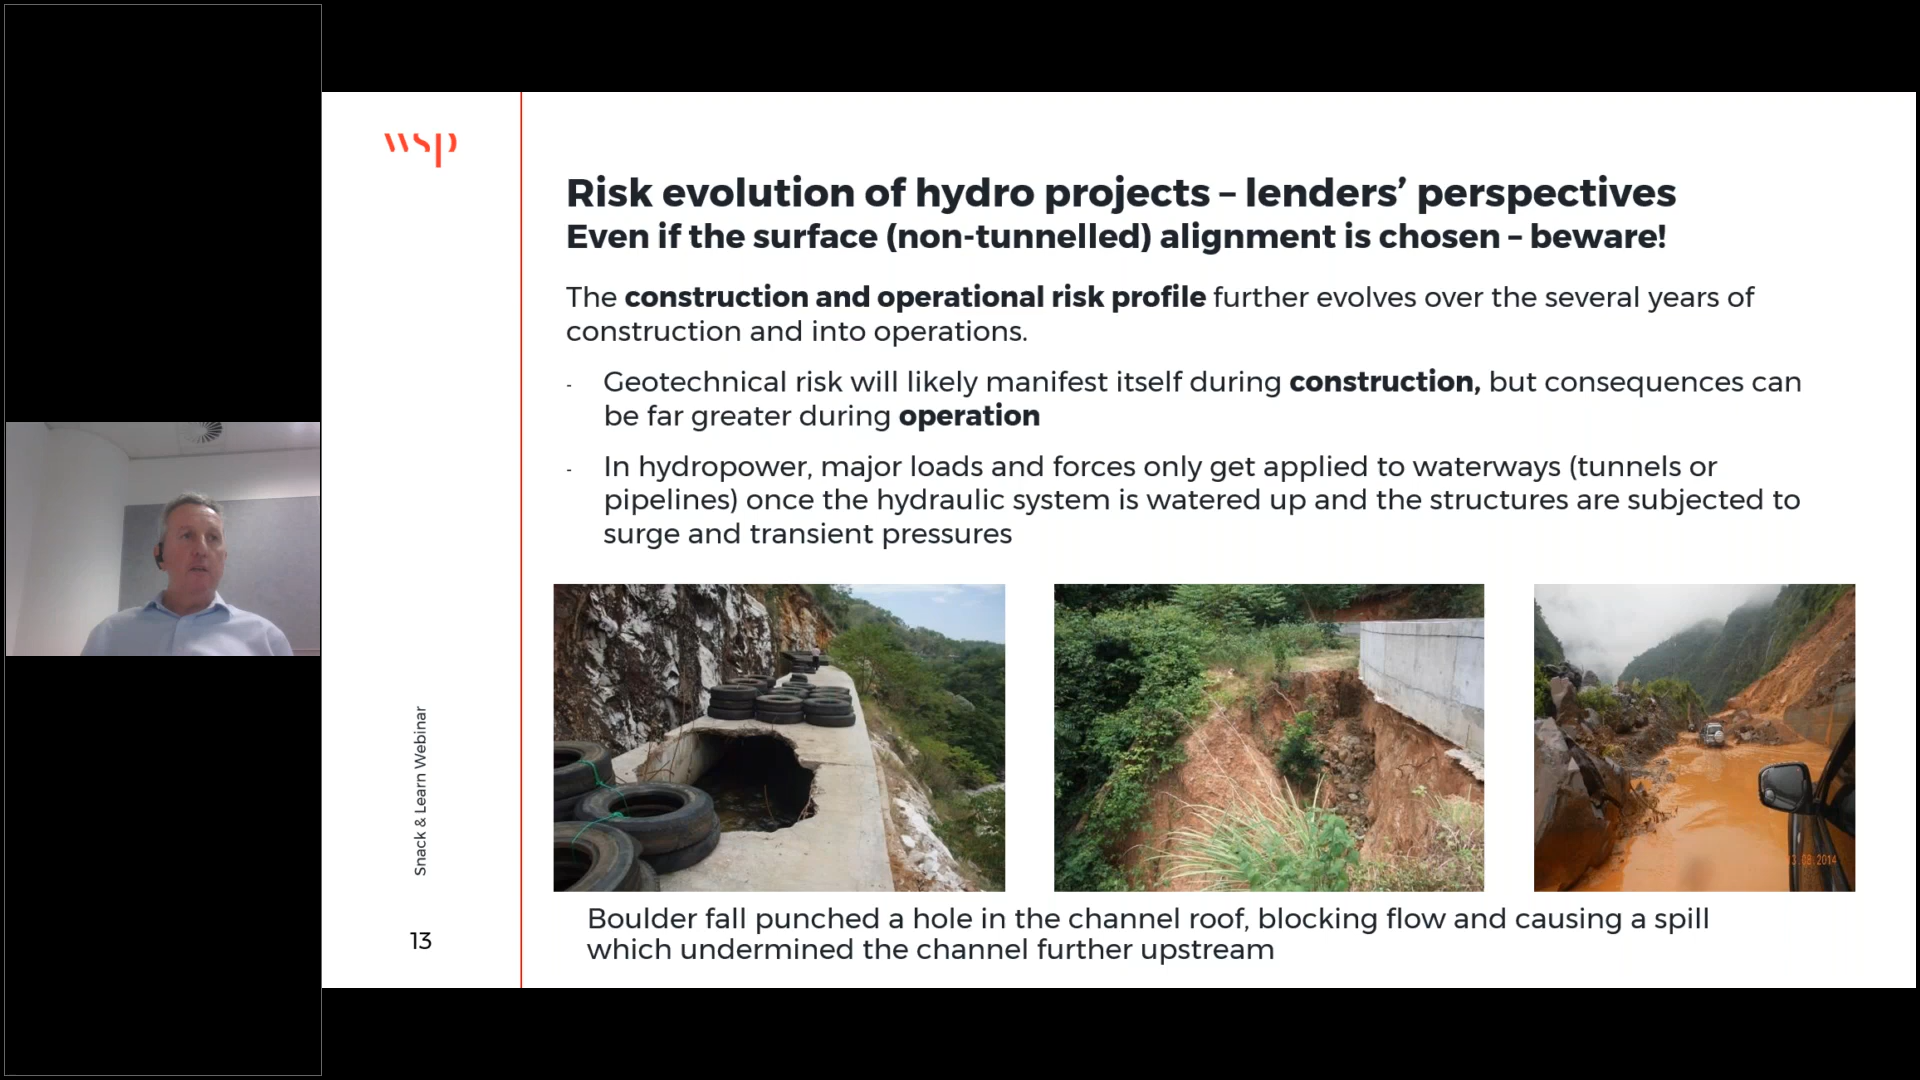 wsp
Risk evolution of hydro projects – lenders’ perspectives
Even if the surface (non-tunnelled) alignment is chosen – beware!
The construction and operational risk profile further evolves over the several years of
construction and into operations.
- Geotechnical risk will likely manifest itself during construction, but consequences can
be far greater during operation
- In hydropower, major loads and forces only get applied to waterways (tunnels or
pipelines) once the hydraulic system is watered up and the structures are subjected to
surge and transient pressures
Boulder fall punched a hole in the channel roof, blocking flow and causing a spill
which undermined the channel further upstream
Snack & Learn Webinar
13